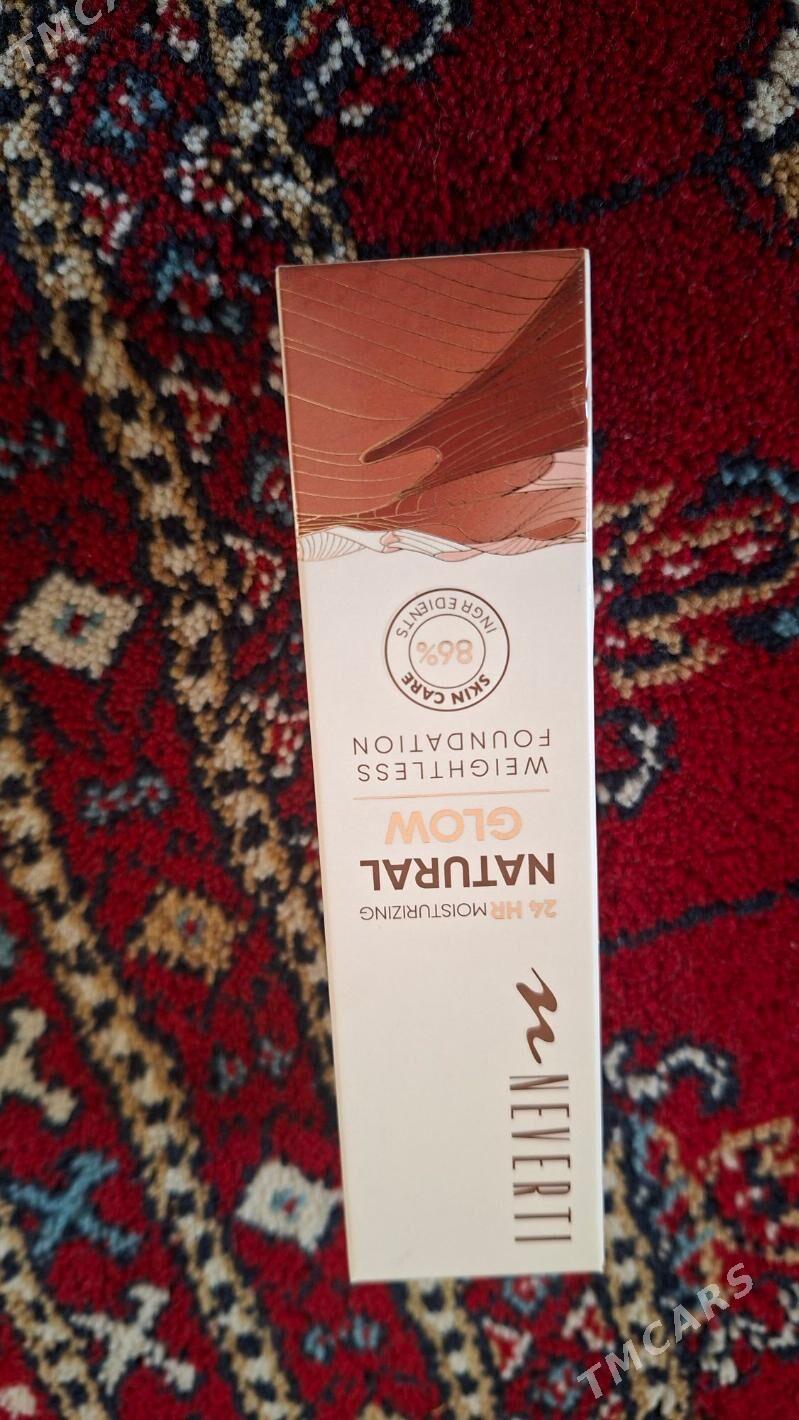 NEVERTI
24 HR MOISTURIZING
NATURAL
GLOW
WEIGHTLESS
FOUNDATION
SKIN CARE
86%
INGREDIENTS
TMCARS
TMCARS